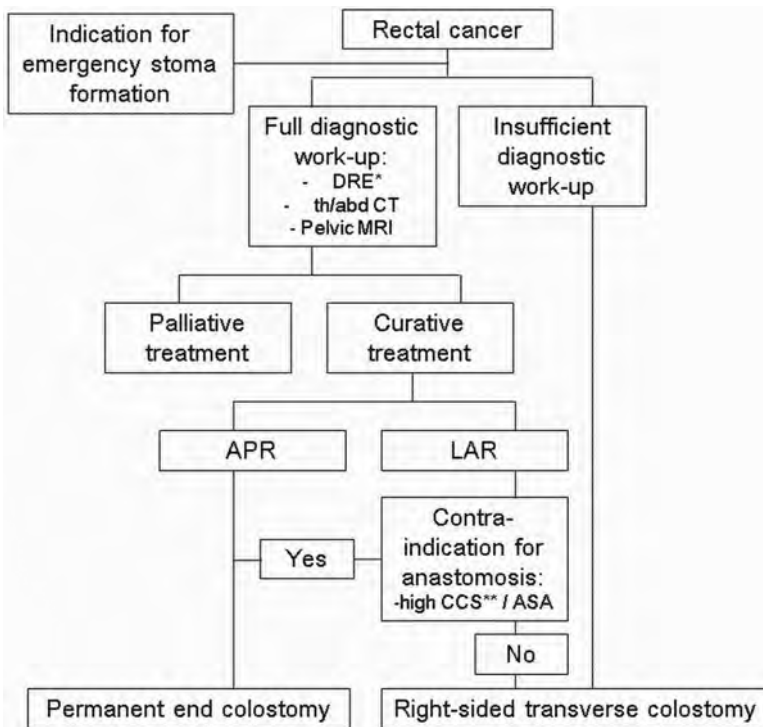 Rectal cancer
Indication for
emergency stoma
formation
Full diagnostic
work-up:
- DRE*
- th/abd CT
- Pelvic MRI
Insufficient
diagnostic
work-up
Palliative
treatment
Curative
treatment
APR
LAR
Contra-
indication for
anastomosis:
-high CCS** / ASA
Yes
No
Permanent end colostomy
Right-sided transverse colostomy